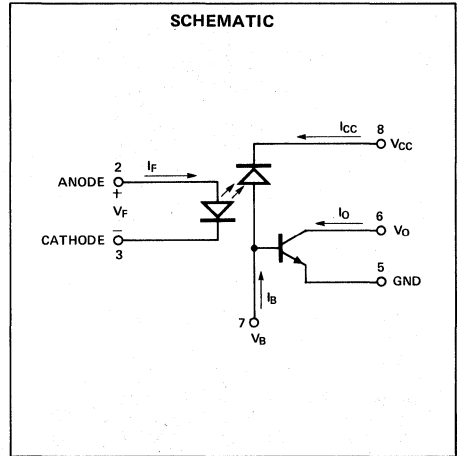 SCHEMATIC
ICC
8
VCC
2
IF
ANODE
+
VF
IO
6
VO
CATHODE
–
3
5
GND
IB
7
VB